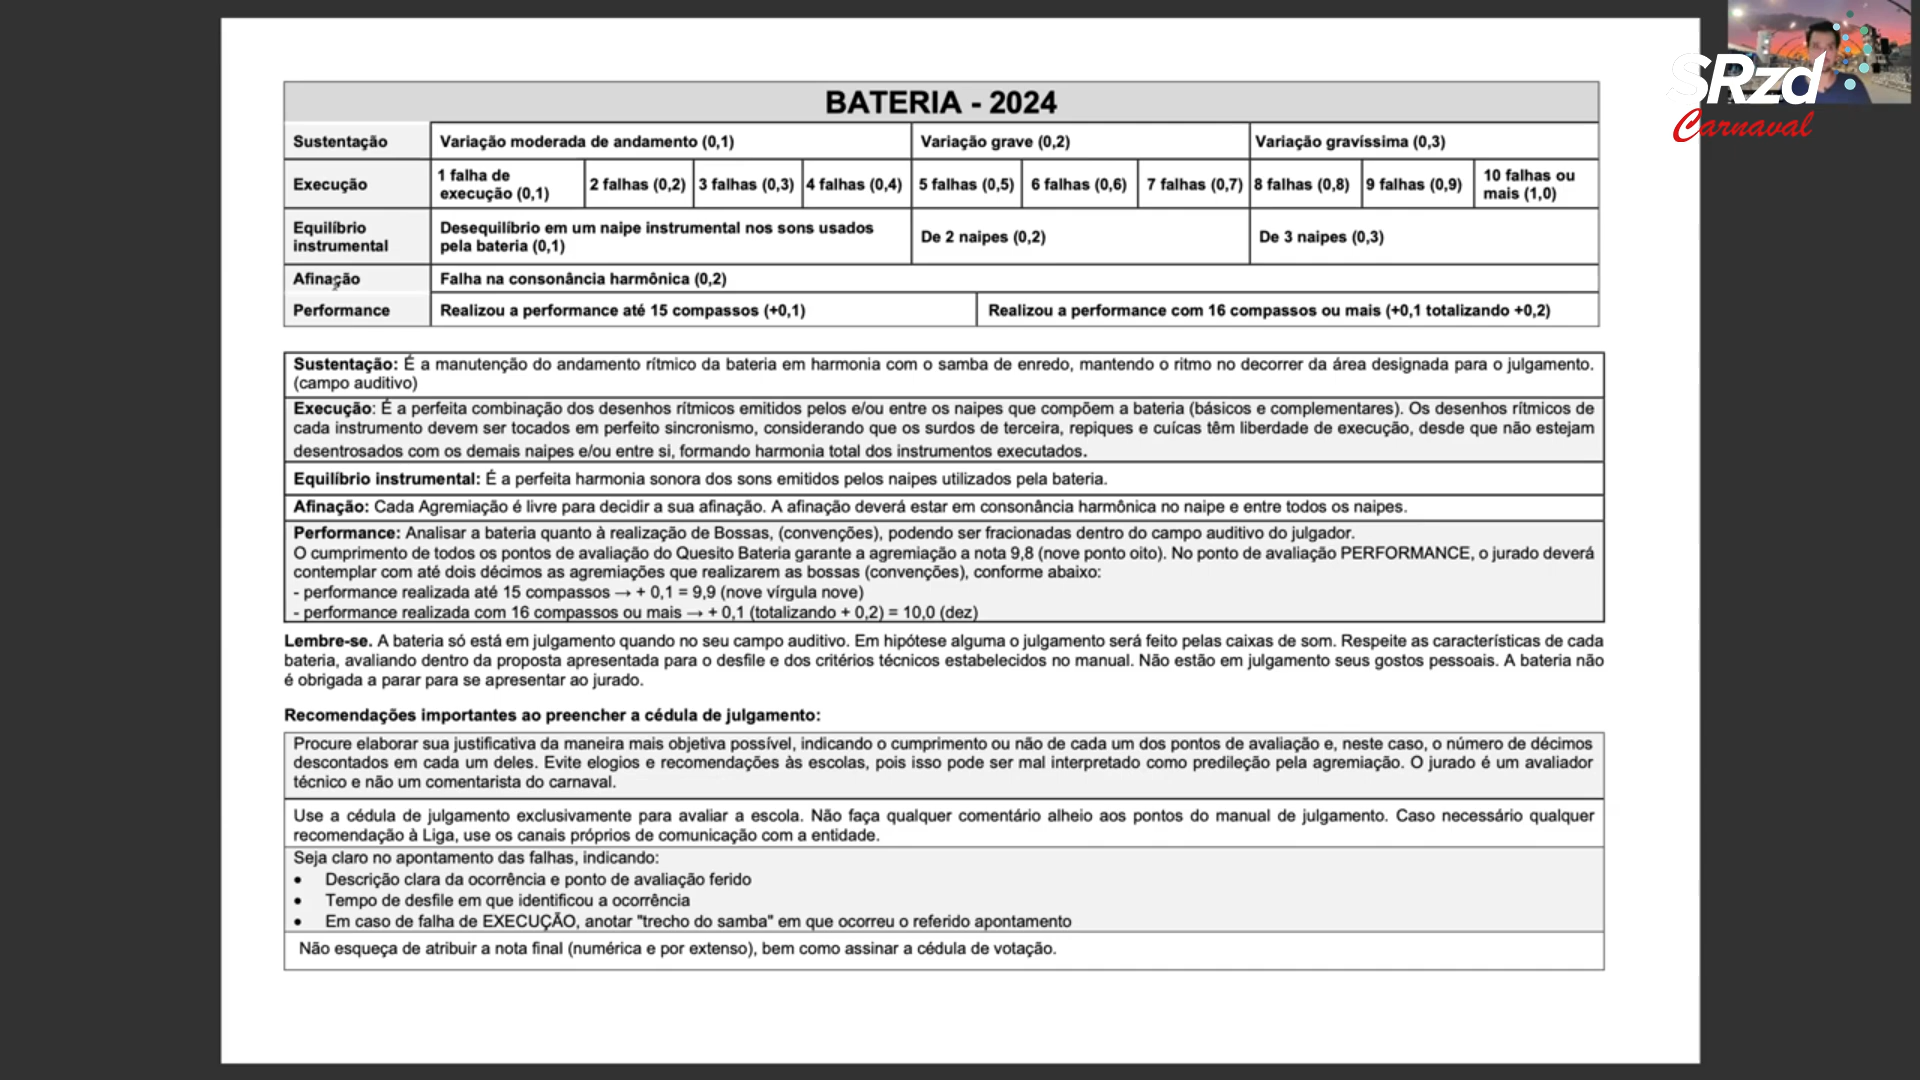 SRzd
Carnaval
BATERIA - 2024
Sustentação Variação moderada de andamento (0,1) Variação grave (0,2) Variação gravíssima (0,3)
Execução 1 falha de execução (0,1) 2 falhas (0,2) 3 falhas (0,3) 4 falhas (0,4) 5 falhas (0,5) 6 falhas (0,6) 7 falhas (0,7) 8 falhas (0,8) 9 falhas (0,9) 10 falhas ou mais (1,0)
Equilíbrio instrumental Desequilíbrio em um naipe instrumental nos sons usados pela bateria (0,1) De 2 naipes (0,2) De 3 naipes (0,3)
Afinação Falha na consonância harmônica (0,2)
Performance Realizou a performance até 15 compassos (+0,1) Realizou a performance com 16 compassos ou mais (+0,1 totalizando +0,2)
Sustentação: É a manutenção do andamento rítmico da bateria em harmonia com o samba de enredo, mantendo o ritmo no decorrer da área designada para o julgamento.
(campo auditivo)
Execução: É a perfeita combinação dos desenhos rítmicos emitidos pelos e/ou entre os naipes que compõem a bateria (básicos e complementares). Os desenhos rítmicos de
cada instrumento devem ser tocados em perfeito sincronismo, considerando que os surdos de terceira, repiques e cuícas têm liberdade de execução, desde que não estejam
desentrosados com os demais naipes e/ou entre si, formando harmonia total dos instrumentos executados.
Equilíbrio instrumental: É a perfeita harmonia sonora dos sons emitidos pelos naipes utilizados pela bateria.
Afinação: Cada Agremiação é livre para decidir a sua afinação. A afinação deverá estar em consonância harmônica no naipe e entre todos os naipes.
Performance: Analisar a bateria quanto à realização de Bossas, (convenções), podendo ser fracionadas dentro do campo auditivo do julgador.
O cumprimento de todos os pontos de avaliação do Quesito Bateria garante a agremiação a nota 9,8 (nove ponto oito). No ponto de avaliação PERFORMANCE, o jurado deverá
contemplar com até dois décimos as agremiações que realizarem as bossas (convenções), conforme abaixo:
- performance realizada até 15 compassos → + 0,1 = 9,9 (nove vírgula nove)
- performance realizada com 16 compassos ou mais → + 0,1 (totalizando + 0,2) = 10,0 (dez)
Lembre-se. A bateria só está em julgamento quando no seu campo auditivo. Em hipótese alguma o julgamento será feito pelas caixas de som. Respeite as características de cada
bateria, avaliando dentro da proposta apresentada para o desfile e dos critérios técnicos estabelecidos no manual. Não estão em julgamento seus gostos pessoais. A bateria não
é obrigada a parar para se apresentar ao jurado.
Recomendações importantes ao preencher a cédula de julgamento:
Procure elaborar sua justificativa da maneira mais objetiva possível, indicando o cumprimento ou não de cada um dos pontos de avaliação e, neste caso, o número de décimos
descontados em cada um deles. Evite elogios e recomendações às escolas, pois isso pode ser mal interpretado como predileção pela agremiação. O jurado é um avaliador
técnico e não um comentarista do carnaval.
Use a cédula de julgamento exclusivamente para avaliar a escola. Não faça qualquer comentário alheio aos pontos do manual de julgamento. Caso necessário qualquer
recomendação à Liga, use os canais próprios de comunicação com a entidade.
Seja claro no apontamento das falhas, indicando:
• Descrição clara da ocorrência e ponto de avaliação ferido
• Tempo de desfile em que identificou a ocorrência
• Em caso de falha de EXECUÇÃO, anotar "trecho do samba" em que ocorreu o referido apontamento
Não esqueça de atribuir a nota final (numérica e por extenso), bem como assinar a cédula de votação.